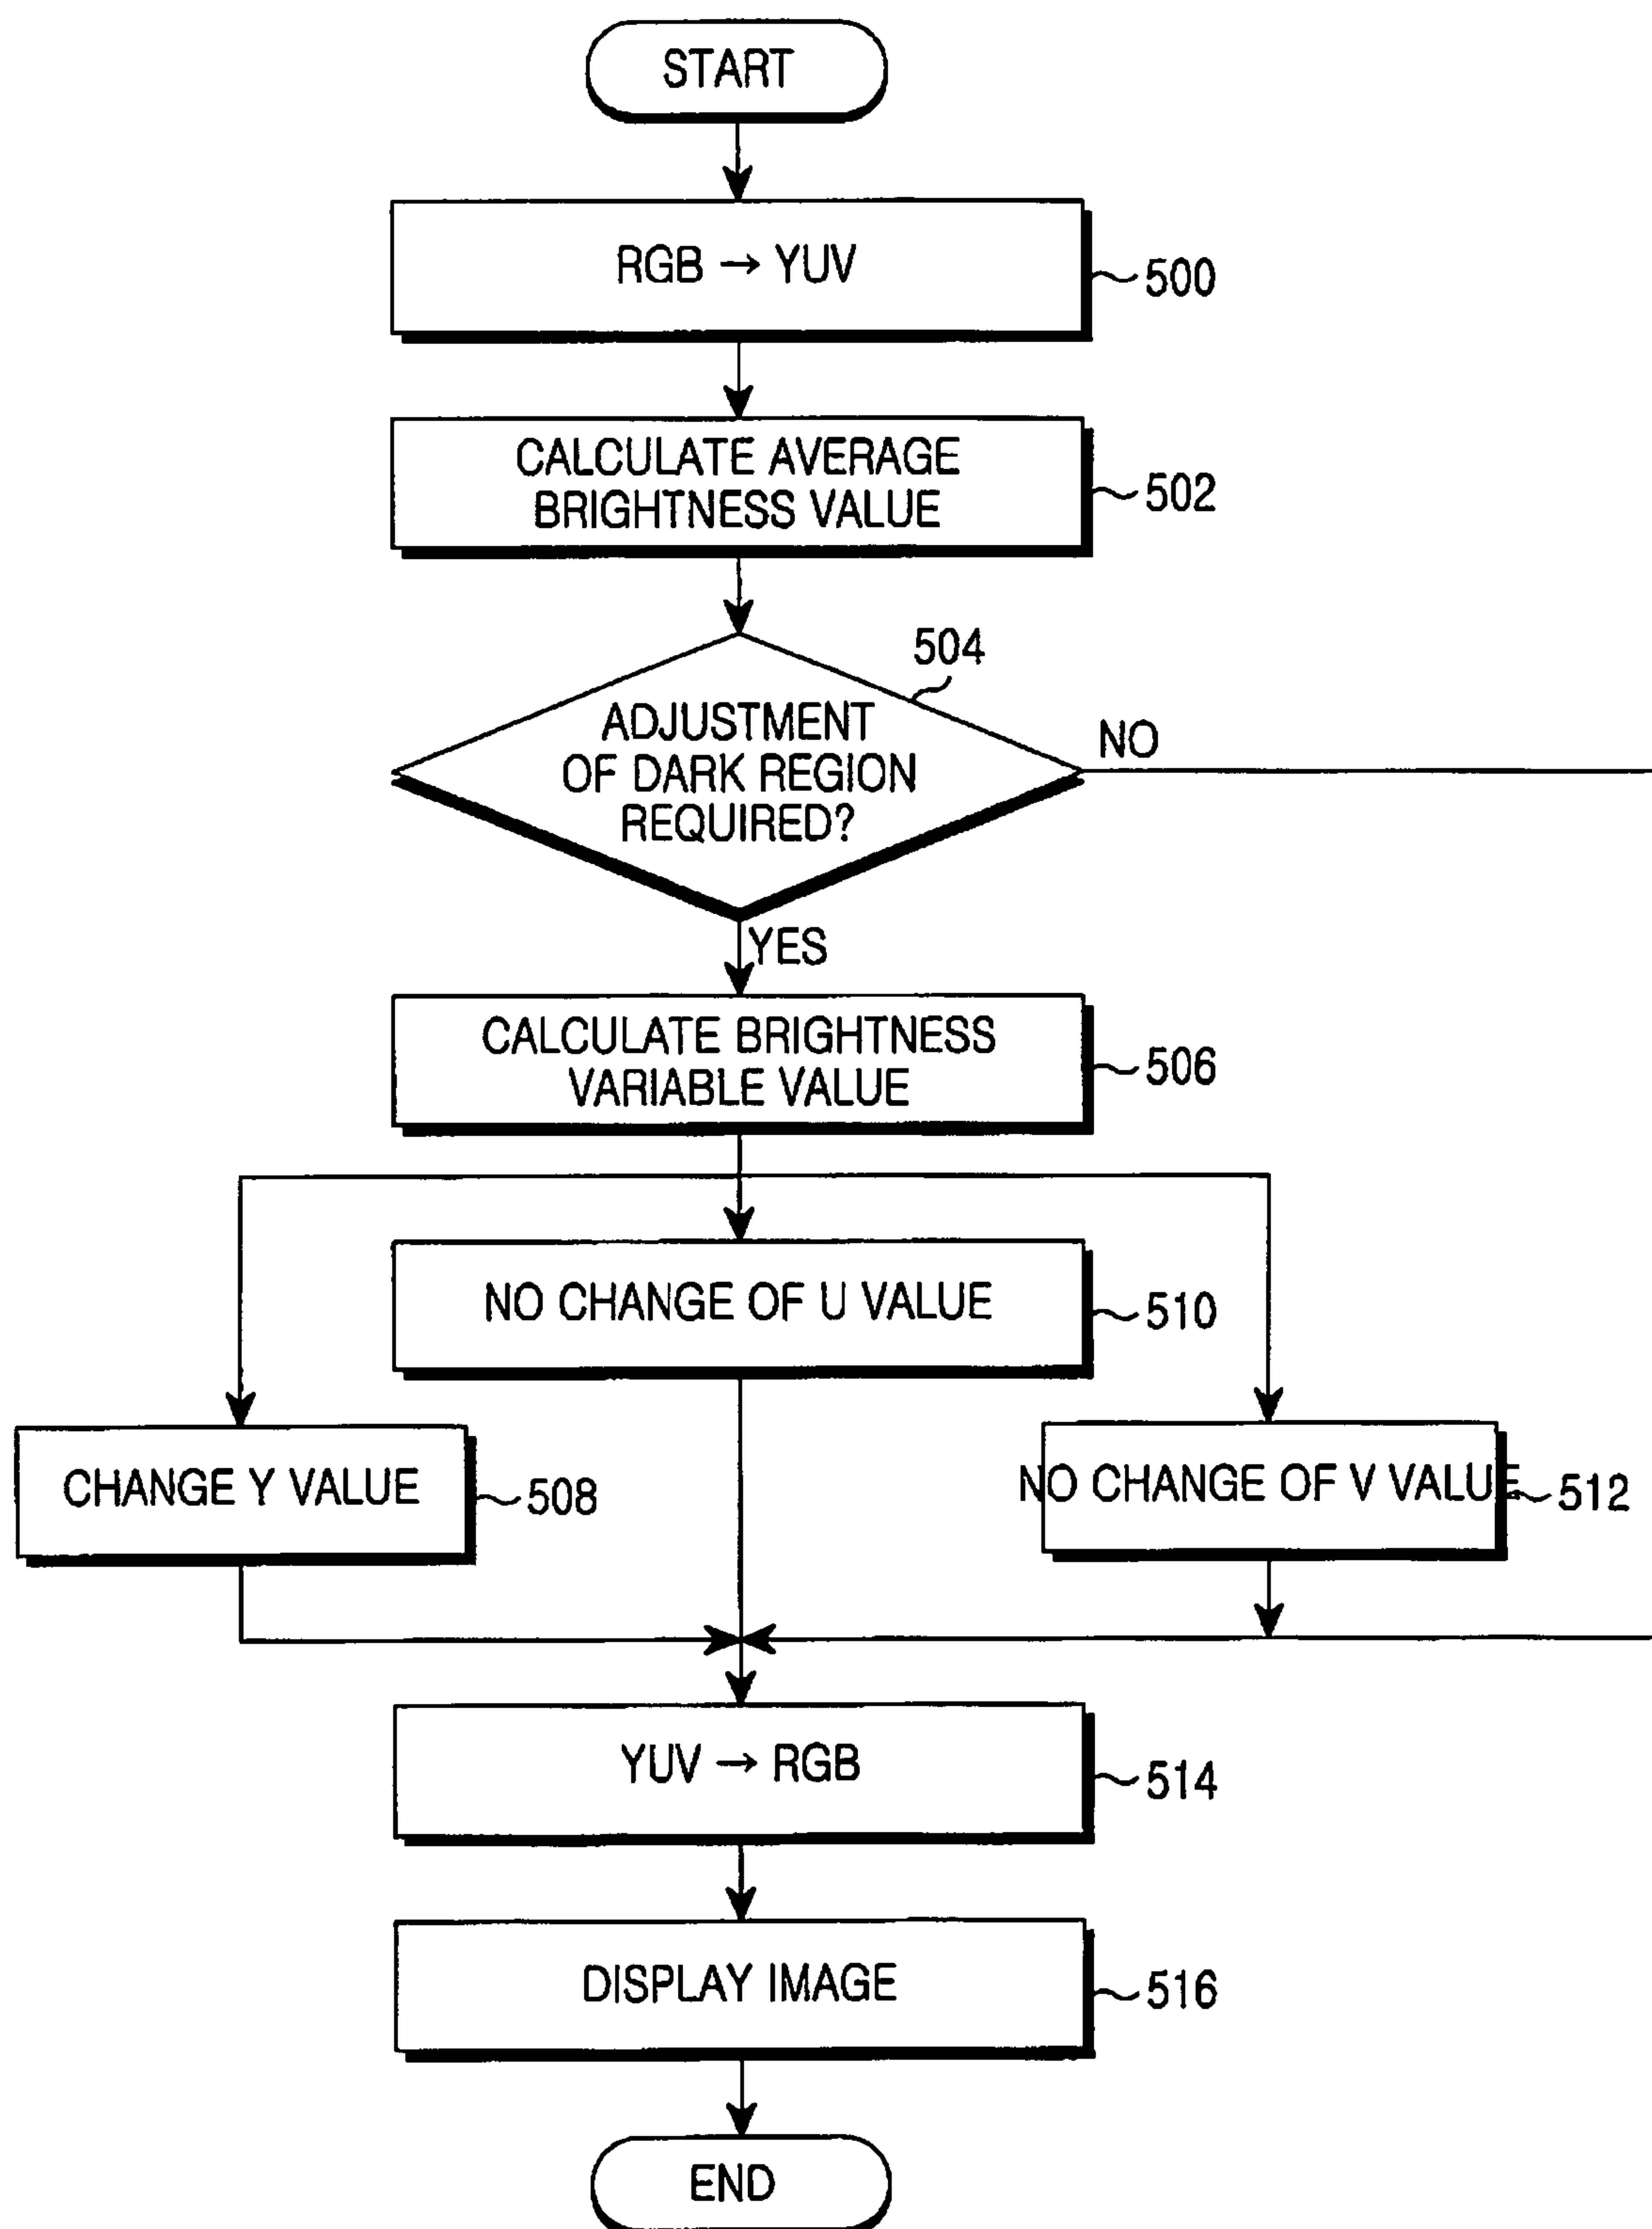 START
RGB → YUV
500
CALCULATE AVERAGE
BRIGHTNESS VALUE
502
504
ADJUSTMENT
OF DARK REGION
REQUIRED?
NO
YES
CALCULATE BRIGHTNESS
VARIABLE VALUE
506
NO CHANGE OF U VALUE
510
CHANGE Y VALUE
508
NO CHANGE OF V VALUE
512
YUV → RGB
514
DISPLAY IMAGE
516
END